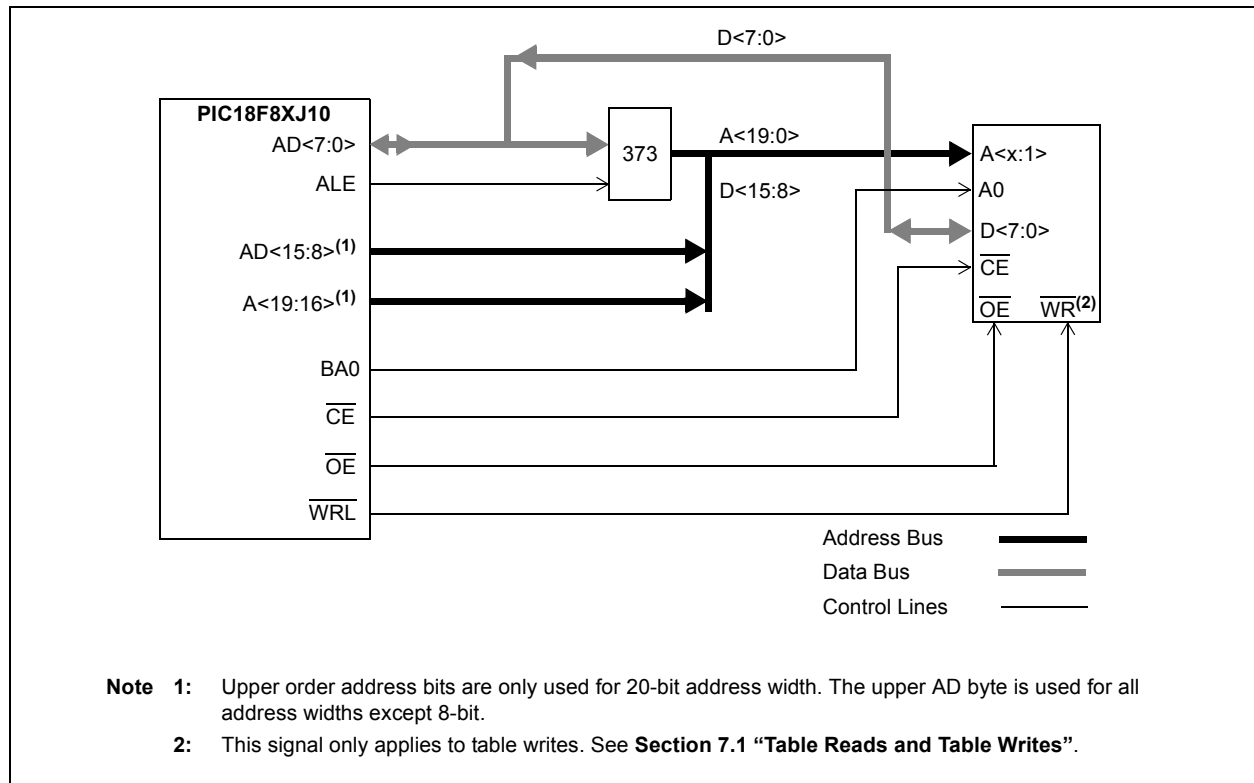 D<7:0>
PIC18F8XJ10
AD<7:0>
373
A<19:0>
A<x:1>
ALE
D<15:8>
A0
AD<15:8>(1)
D<7:0>
CE
A<19:16>(1)
OE WR(2)
BA0
CE
OE
WRL
Address Bus
Data Bus
Control Lines
Note 1: Upper order address bits are only used for 20-bit address width. The upper AD byte is used for all
address widths except 8-bit.
2: This signal only applies to table writes. See Section 7.1 “Table Reads and Table Writes”.